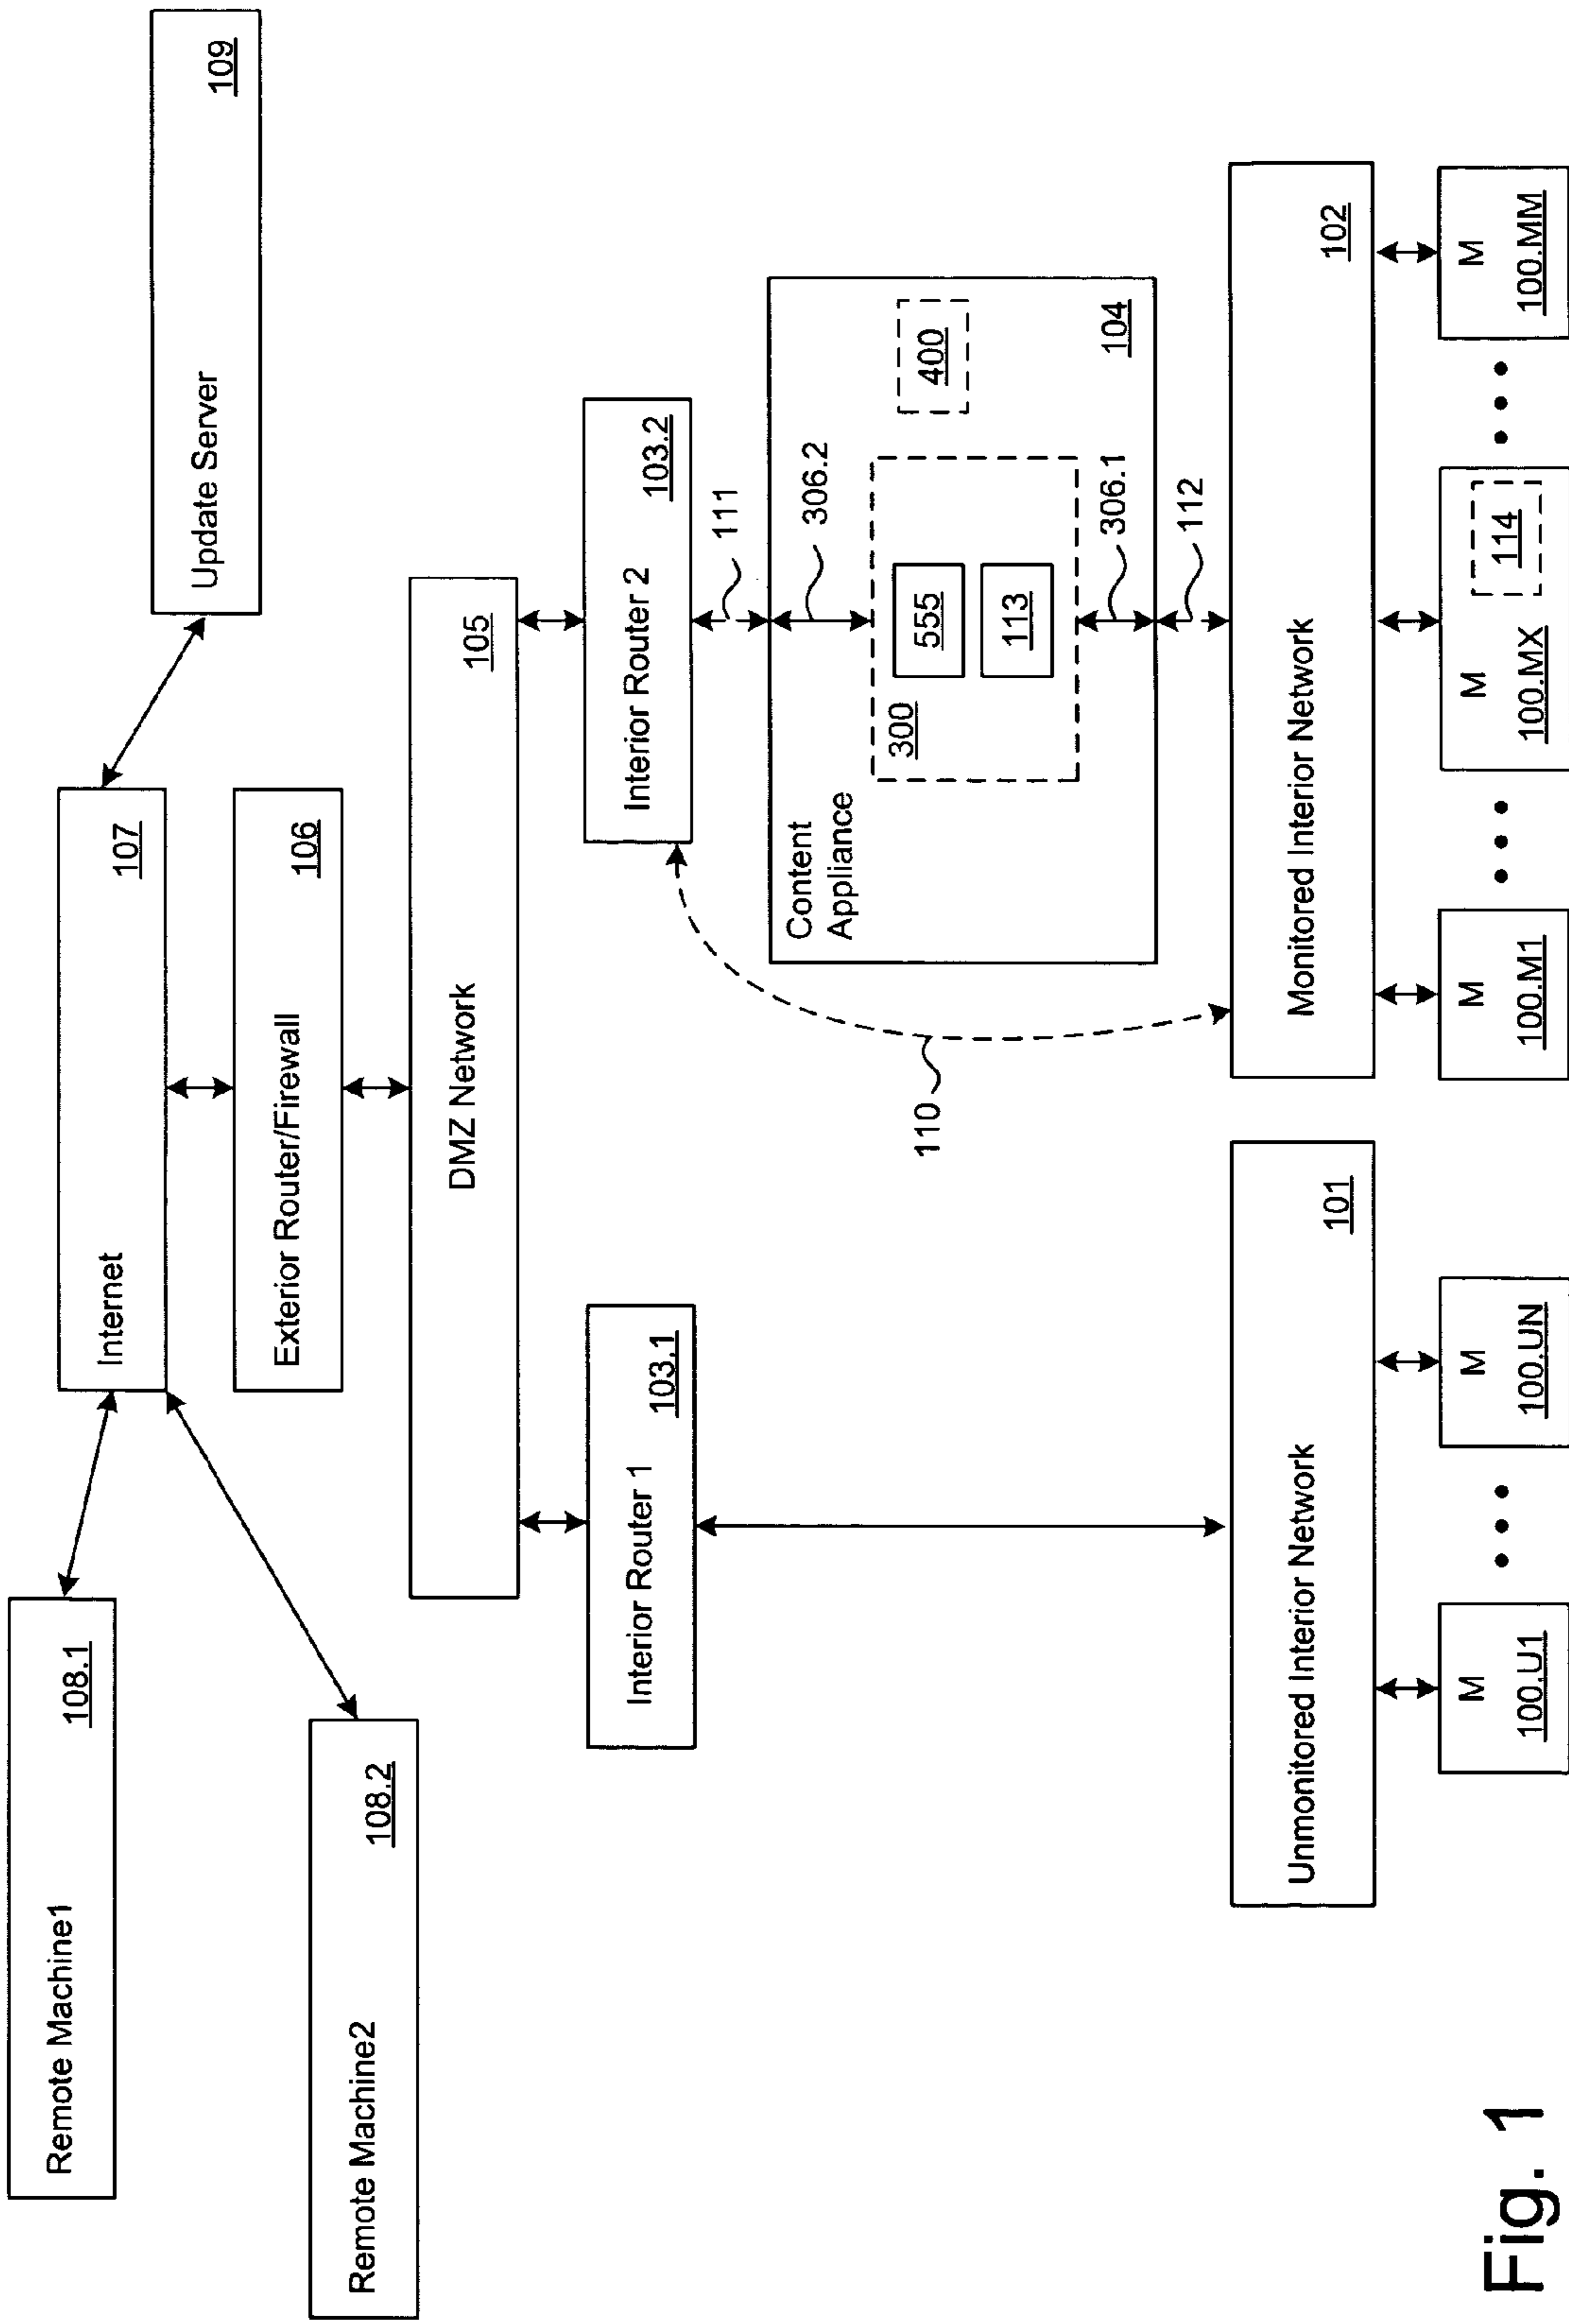 Remote Machine1
108.1
Internet
107
Update Server
109
Remote Machine2
108.2
Exterior Router/Firewall
106
DMZ Network
105
Interior Router 1
103.1
Interior Router 2
103.2
111
Content
Appliance
306.2
300
555
113
400
104
306.1
110
112
Unmonitored Interior Network
101
Monitored Interior Network
102
M
100.U1
M
100.UN
M
100.M1
M
100.MX
114
M
100.MM
Fig. 1